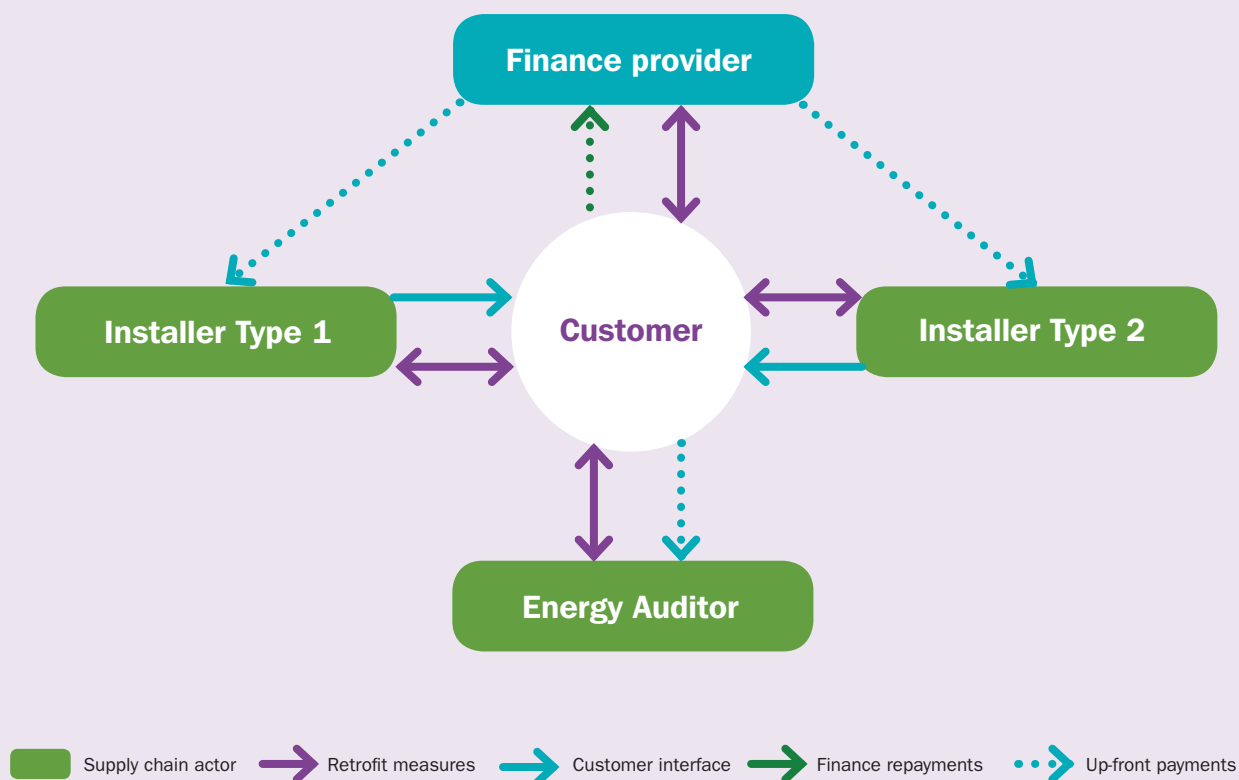 Finance provider
Installer Type 1
Customer
Installer Type 2
Energy Auditor
Supply chain actor
Retrofit measures
Customer interface
Finance repayments
Up-front payments